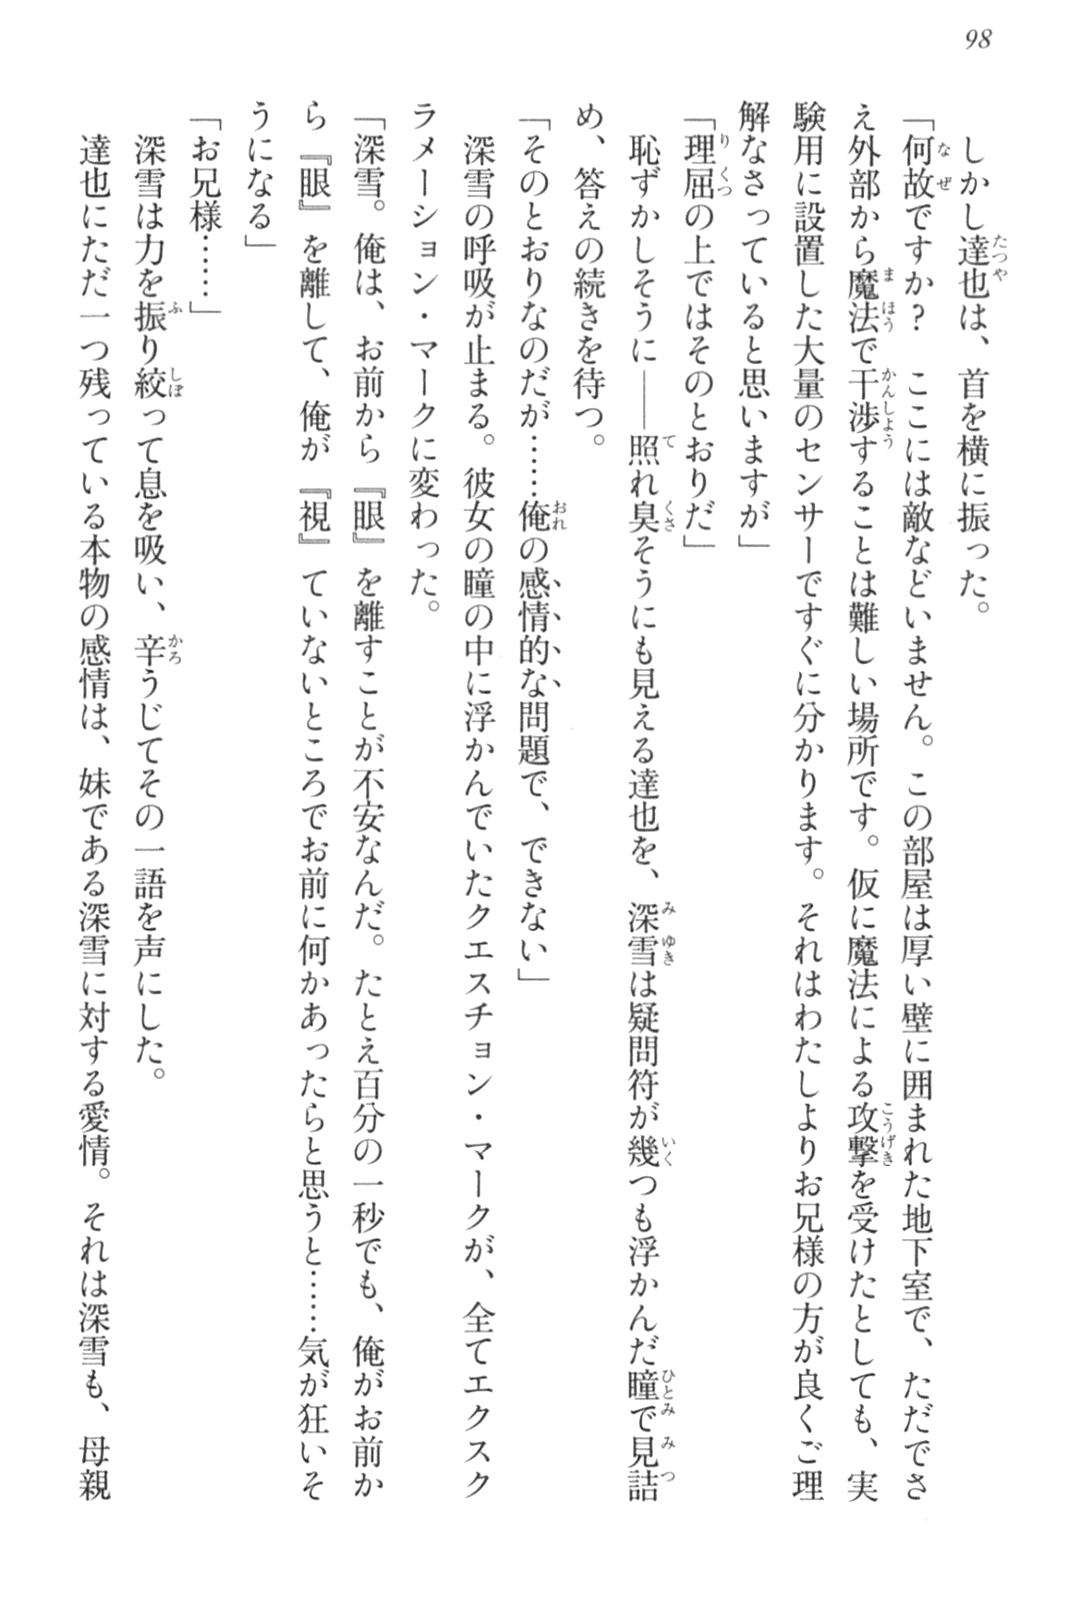 98
しかし達也は、首を横に振った。
「何故ですか？　ここには敵などいません。この部屋は厚い壁に囲まれた地下室で、ただでさ
え外部から魔法で干渉することは難しい場所です。仮に魔法による攻撃を受けたとしても、実
験用に設置した大量のセンサーですぐに分かります。それはわたしよりお兄様の方が良くご理
解なさっていると思いますが」
「理屈の上ではそのとおりだ」
恥ずかしそうに——照れ臭そうにも見える達也を、深雪は疑問符が幾つも浮かんだ瞳で見詰
め、答えの続きを待つ。
「そのとおりなのだが……俺の感情的な問題で、できない」
深雪の呼吸が止まる。彼女の瞳の中に浮かんでいたクエスチョン・マークが、全てエクスク
ラメーション・マークに変わった。
「深雪。俺は、お前から『眼』を離すことが不安なんだ。たとえ百分の一秒でも、俺がお前か
ら『眼』を離して、俺が『視』ていないところでお前に何かあったらと思うと……気が狂いそ
うになる」
「お兄様……」
深雪は力を振り絞って息を吸い、辛うじてその一語を声にした。
達也にただ一つ残っている本物の感情は、妹である深雪に対する愛情。それは深雪も、母親